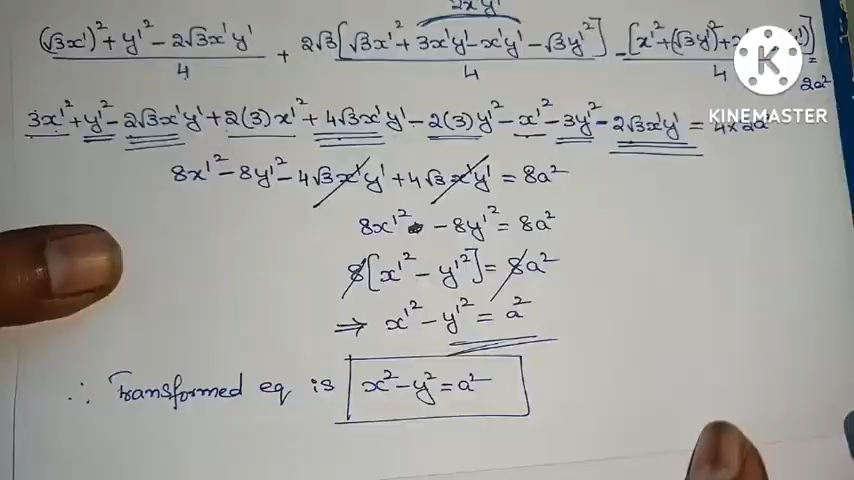 2x'y'
(√3x')² + y'² - 2√3x'y' / 4 + 2√3[√3x'² + 3x'y' - x'y' - √3y'²] / 4 - [x'² + (√3y')² + / 4 =
2a²
3x'² + y'² - 2√3x'y' + 2(3)x'² + 4√3x'y' - 2(3)y'² - x'² - 3y'² - 2√3x'y' = 4×2a²
KINEMASTER
8x'² - 8y'² - 4√3x'y' + 4√3x'y' = 8a²
8x'² - 8y'² = 8a²
8[x'² - y'²] = 8a²
⇒ x'² - y'² = a²
∴ Transformed eq is x² - y² = a²